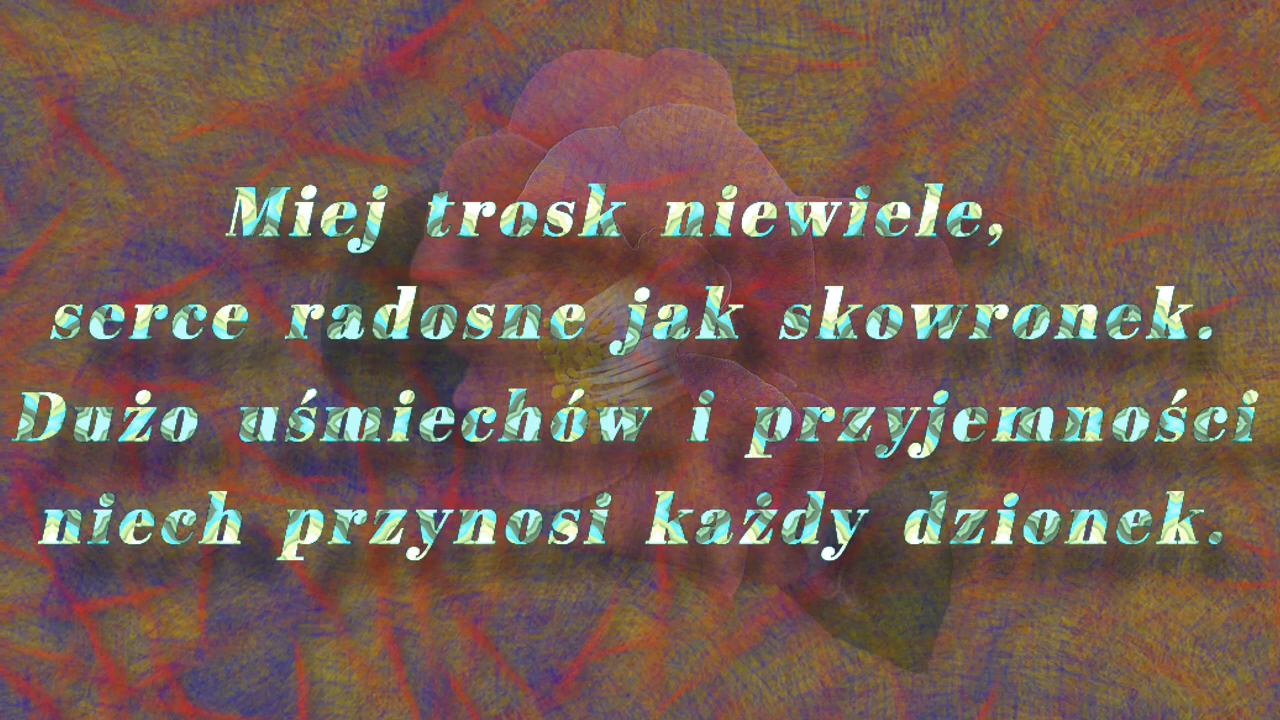 Miej trosk niewiele,
serce radosne jak skowronek.
Dużo uśmiechów i przyjemności
niech przynosi każdy dzionek.